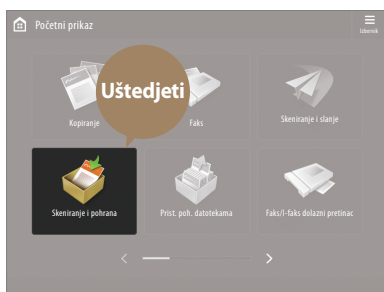 Početni prikaz
Izbornik
Uštedjeti
Kopiranje
Faks
Skeniranje i slanje
Skeniranje i pohrana
Prist. poh. datotekama
Faks/I-faks dolazni pretinac